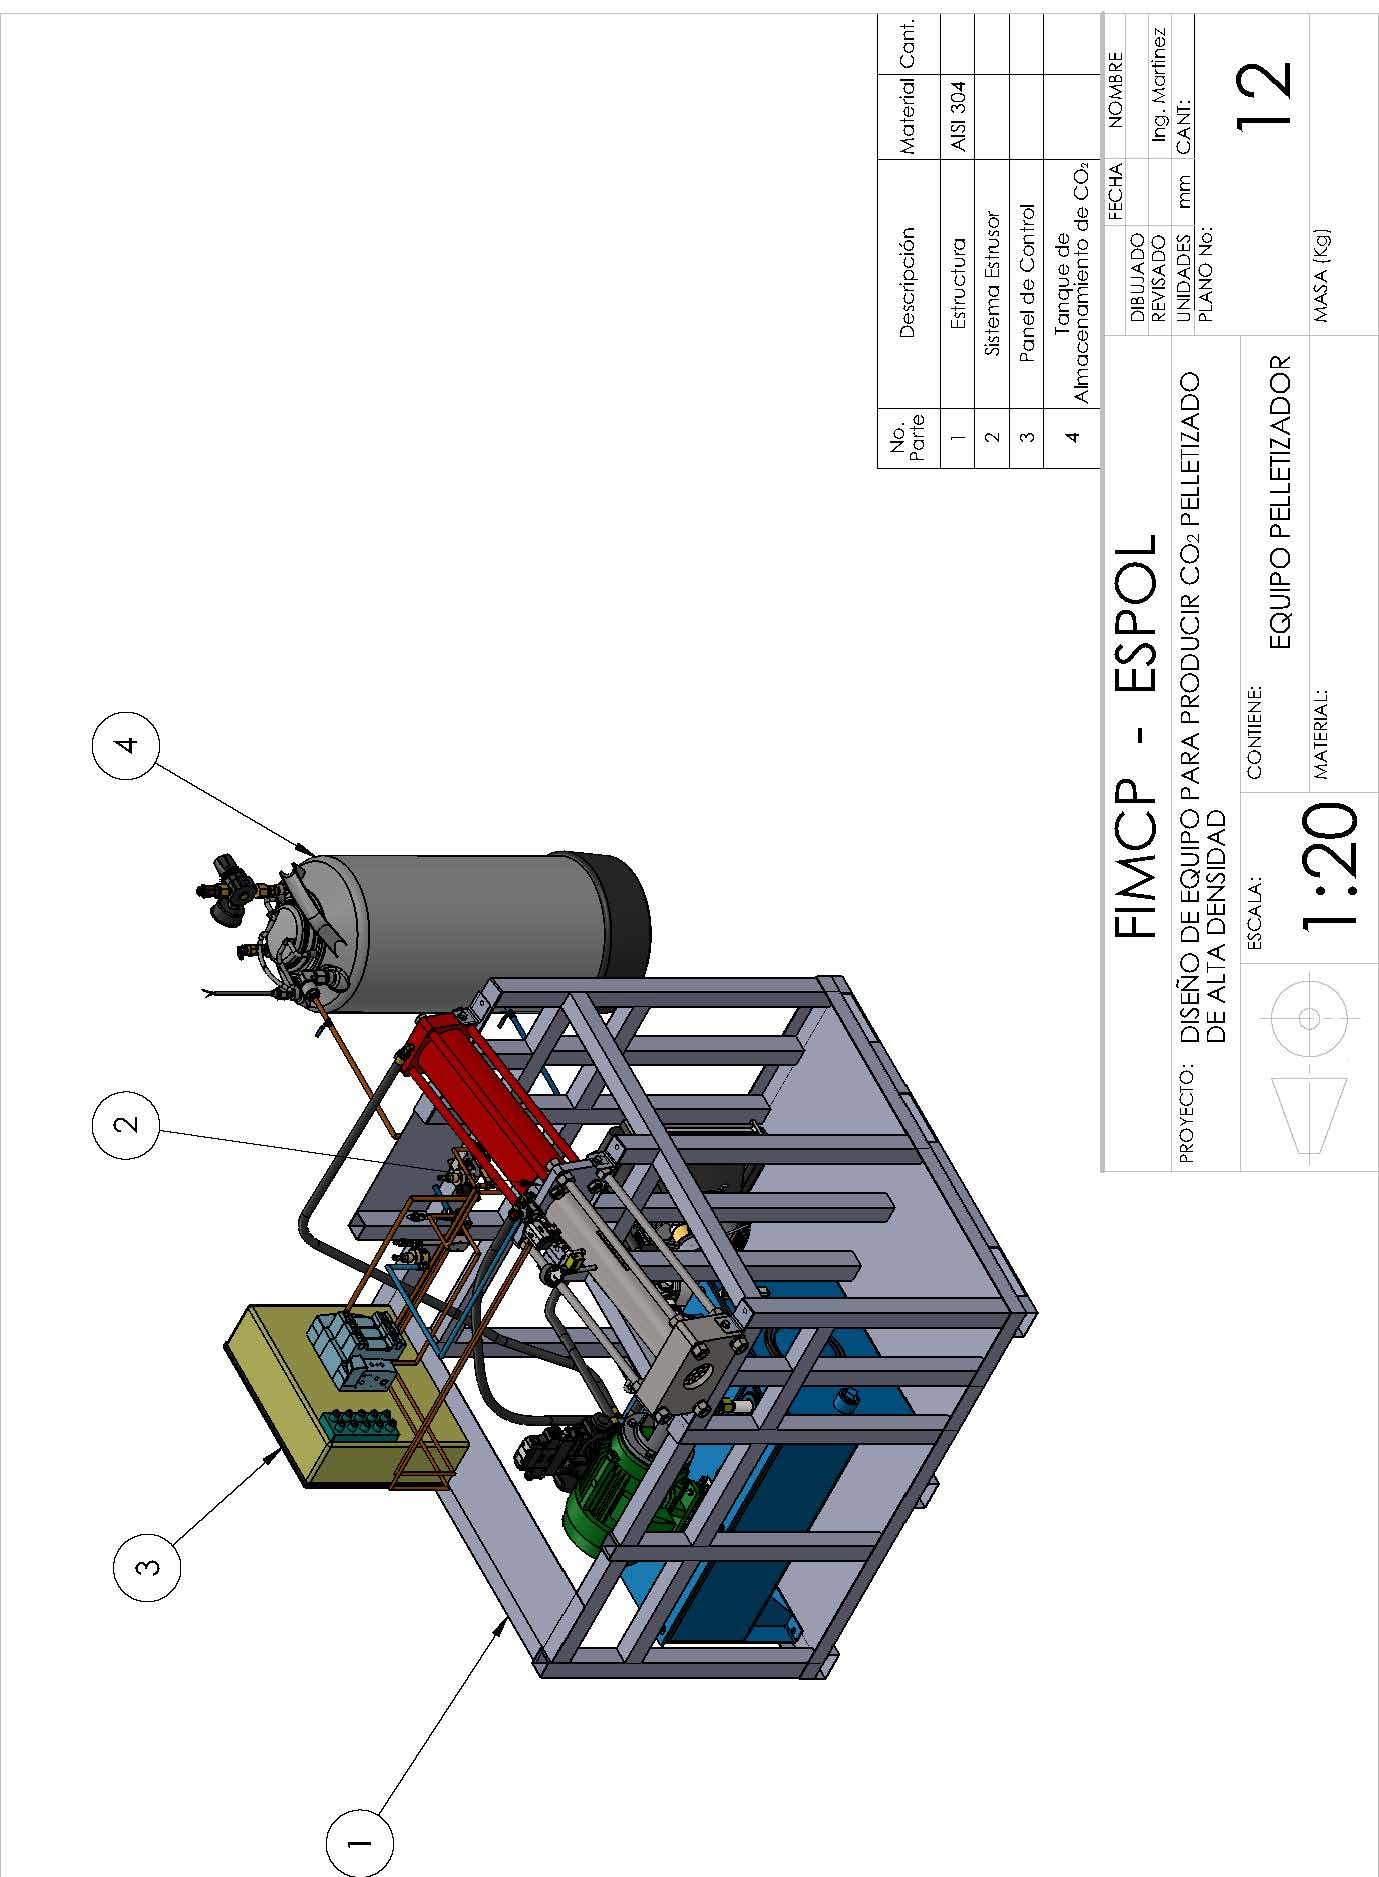 4
2
3
1
No. Parte Descripción Material Cant.
1 Estructura AISI 304
2 Sistema Estrusor
3 Panel de Control
4 Tanque de
Almacenamiento de CO₂
FIMCP - ESPOL
FECHA NOMBRE
DIBUJADO
REVISADO Ing. Martinez
UNIDADES mm CANT:
PLANO No:
12
PROYECTO: DISEÑO DE EQUIPO PARA PRODUCIR CO₂ PELLETIZADO
DE ALTA DENSIDAD
ESCALA:
1:20
CONTIENE:
EQUIPO PELLETIZADOR
MATERIAL:
MASA (Kg)